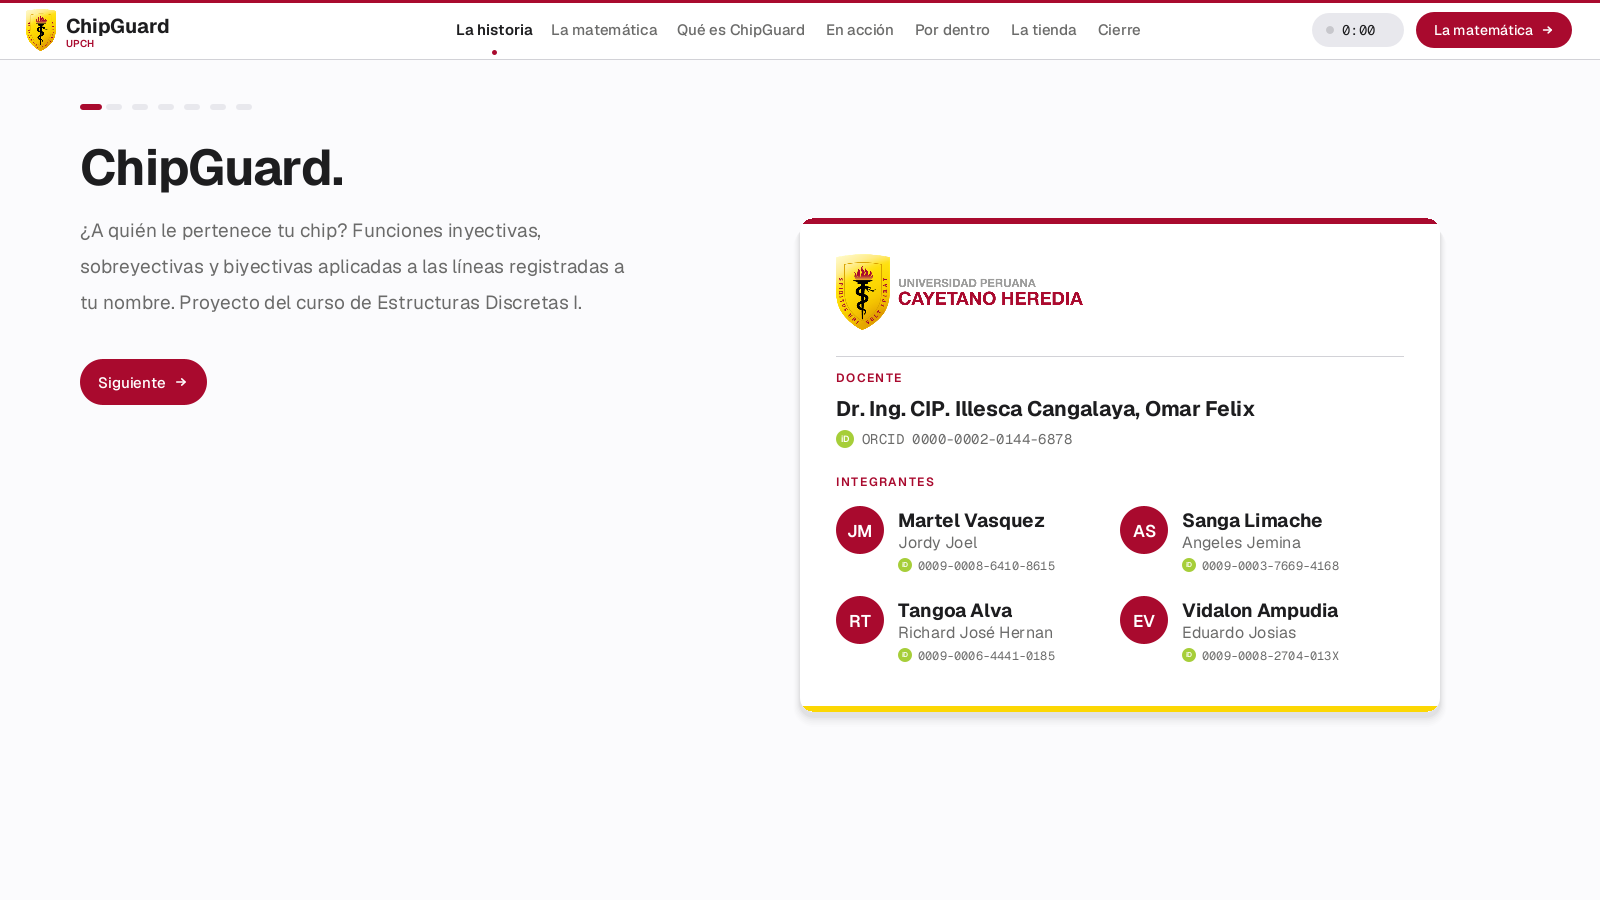 ChipGuard
UPCH
La historia
La matemática
Qué es ChipGuard
En acción
Por dentro
La tienda
Cierre
0:00
La matemática →
ChipGuard.
¿A quién le pertenece tu chip? Funciones inyectivas,
sobreyectivas y biyectivas aplicadas a las líneas registradas a
tu nombre. Proyecto del curso de Estructuras Discretas I.
Siguiente →
UNIVERSIDAD PERUANA
CAYETANO HEREDIA
DOCENTE
Dr. Ing. CIP. Illesca Cangalaya, Omar Felix
iD ORCID 0000-0002-0144-6878
INTEGRANTES
JM
Martel Vasquez
Jordy Joel
iD 0009-0008-6410-8615
AS
Sanga Limache
Angeles Jemina
iD 0009-0003-7669-4168
RT
Tangoa Alva
Richard José Hernan
iD 0009-0006-4441-0185
EV
Vidalon Ampudia
Eduardo Josias
iD 0009-0008-2704-013X